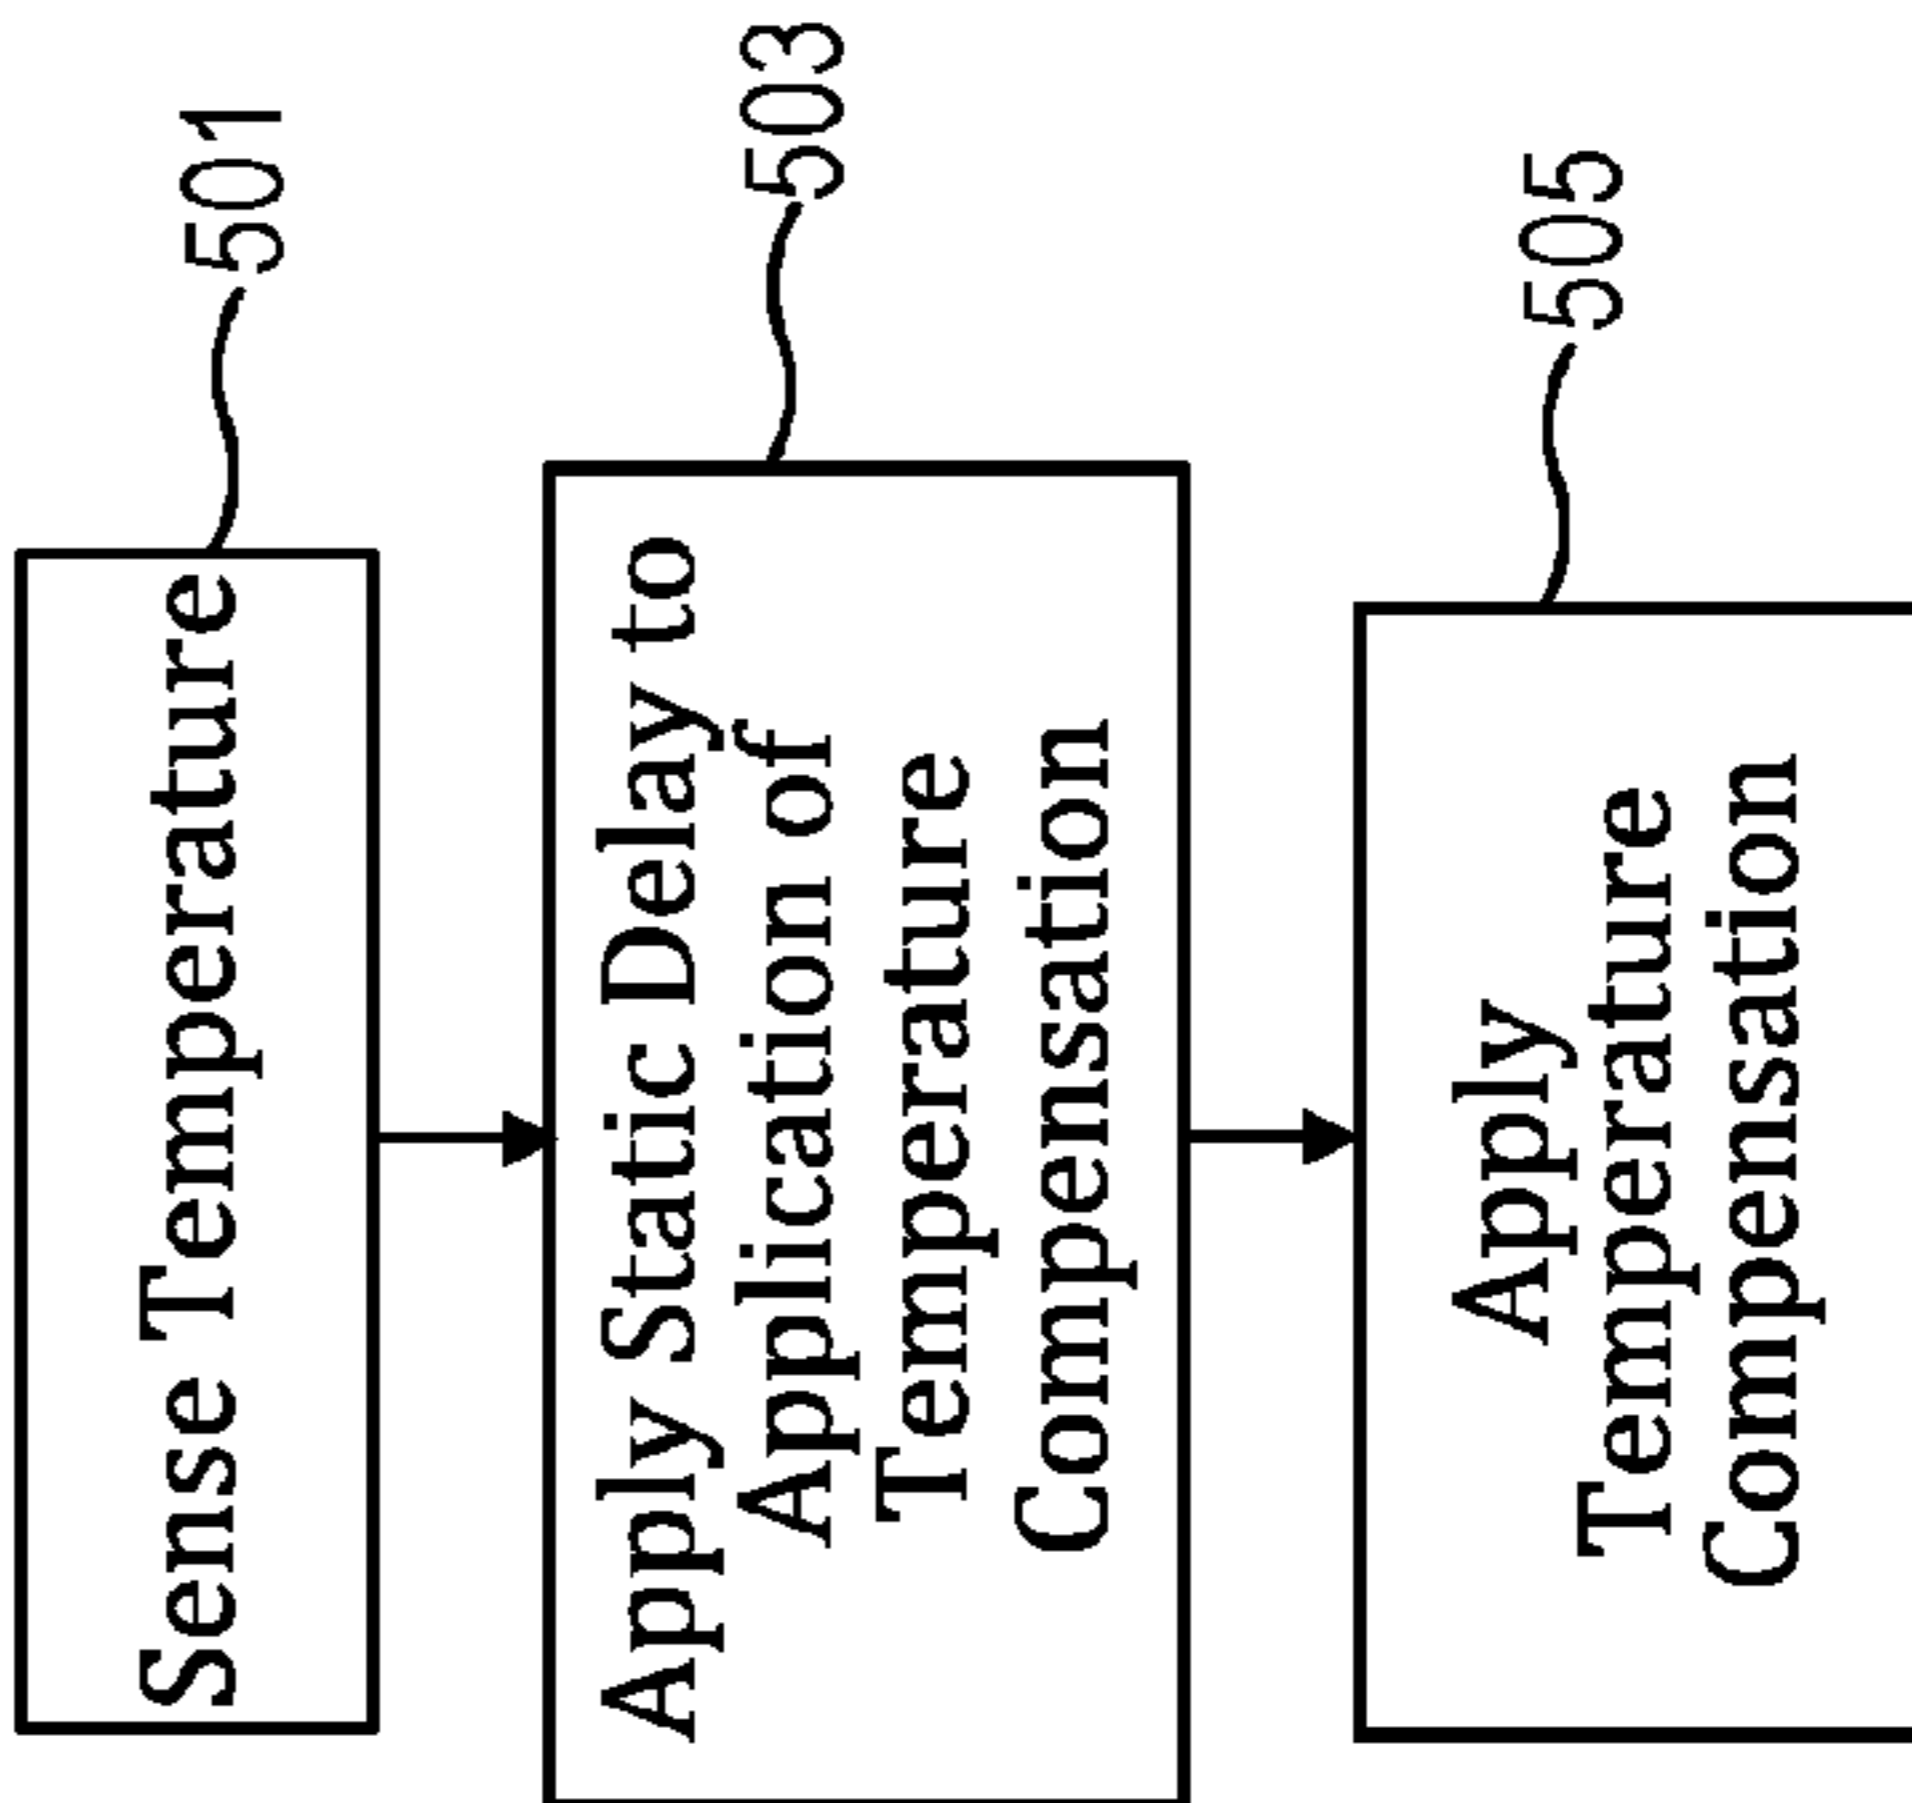 Sense Temperature
501
Apply Static Delay to
Application of
Temperature
Compensation
503
Apply
Temperature
Compensation
505